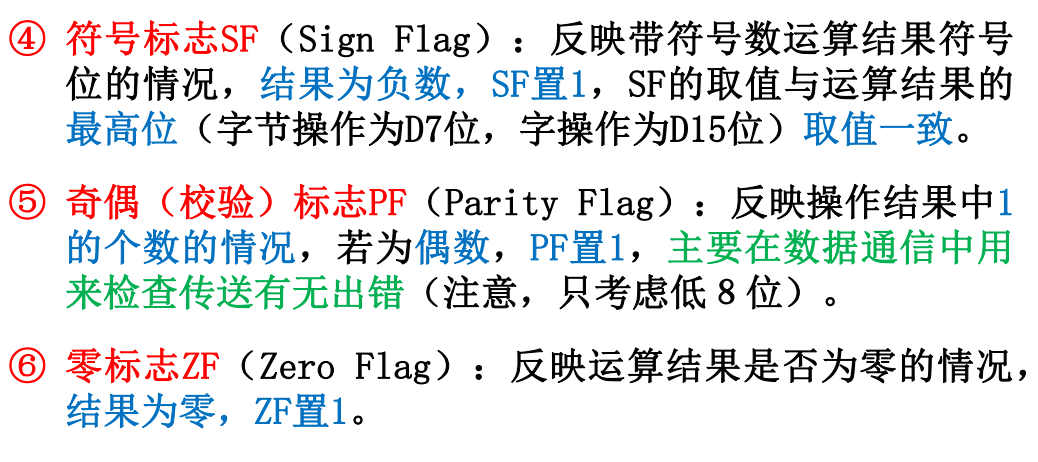 ④ 符号标志SF（Sign Flag）：反映带符号数运算结果符号
位的情况，结果为负数，SF置1，SF的取值与运算结果的
最高位（字节操作为D7位，字操作为D15位）取值一致。
⑤ 奇偶（校验）标志PF（Parity Flag）：反映操作结果中1
的个数的情况，若为偶数，PF置1，主要在数据通信中用
来检查传送有无出错（注意，只考虑低8位）。
⑥ 零标志ZF（Zero Flag）：反映运算结果是否为零的情况，
结果为零，ZF置1。